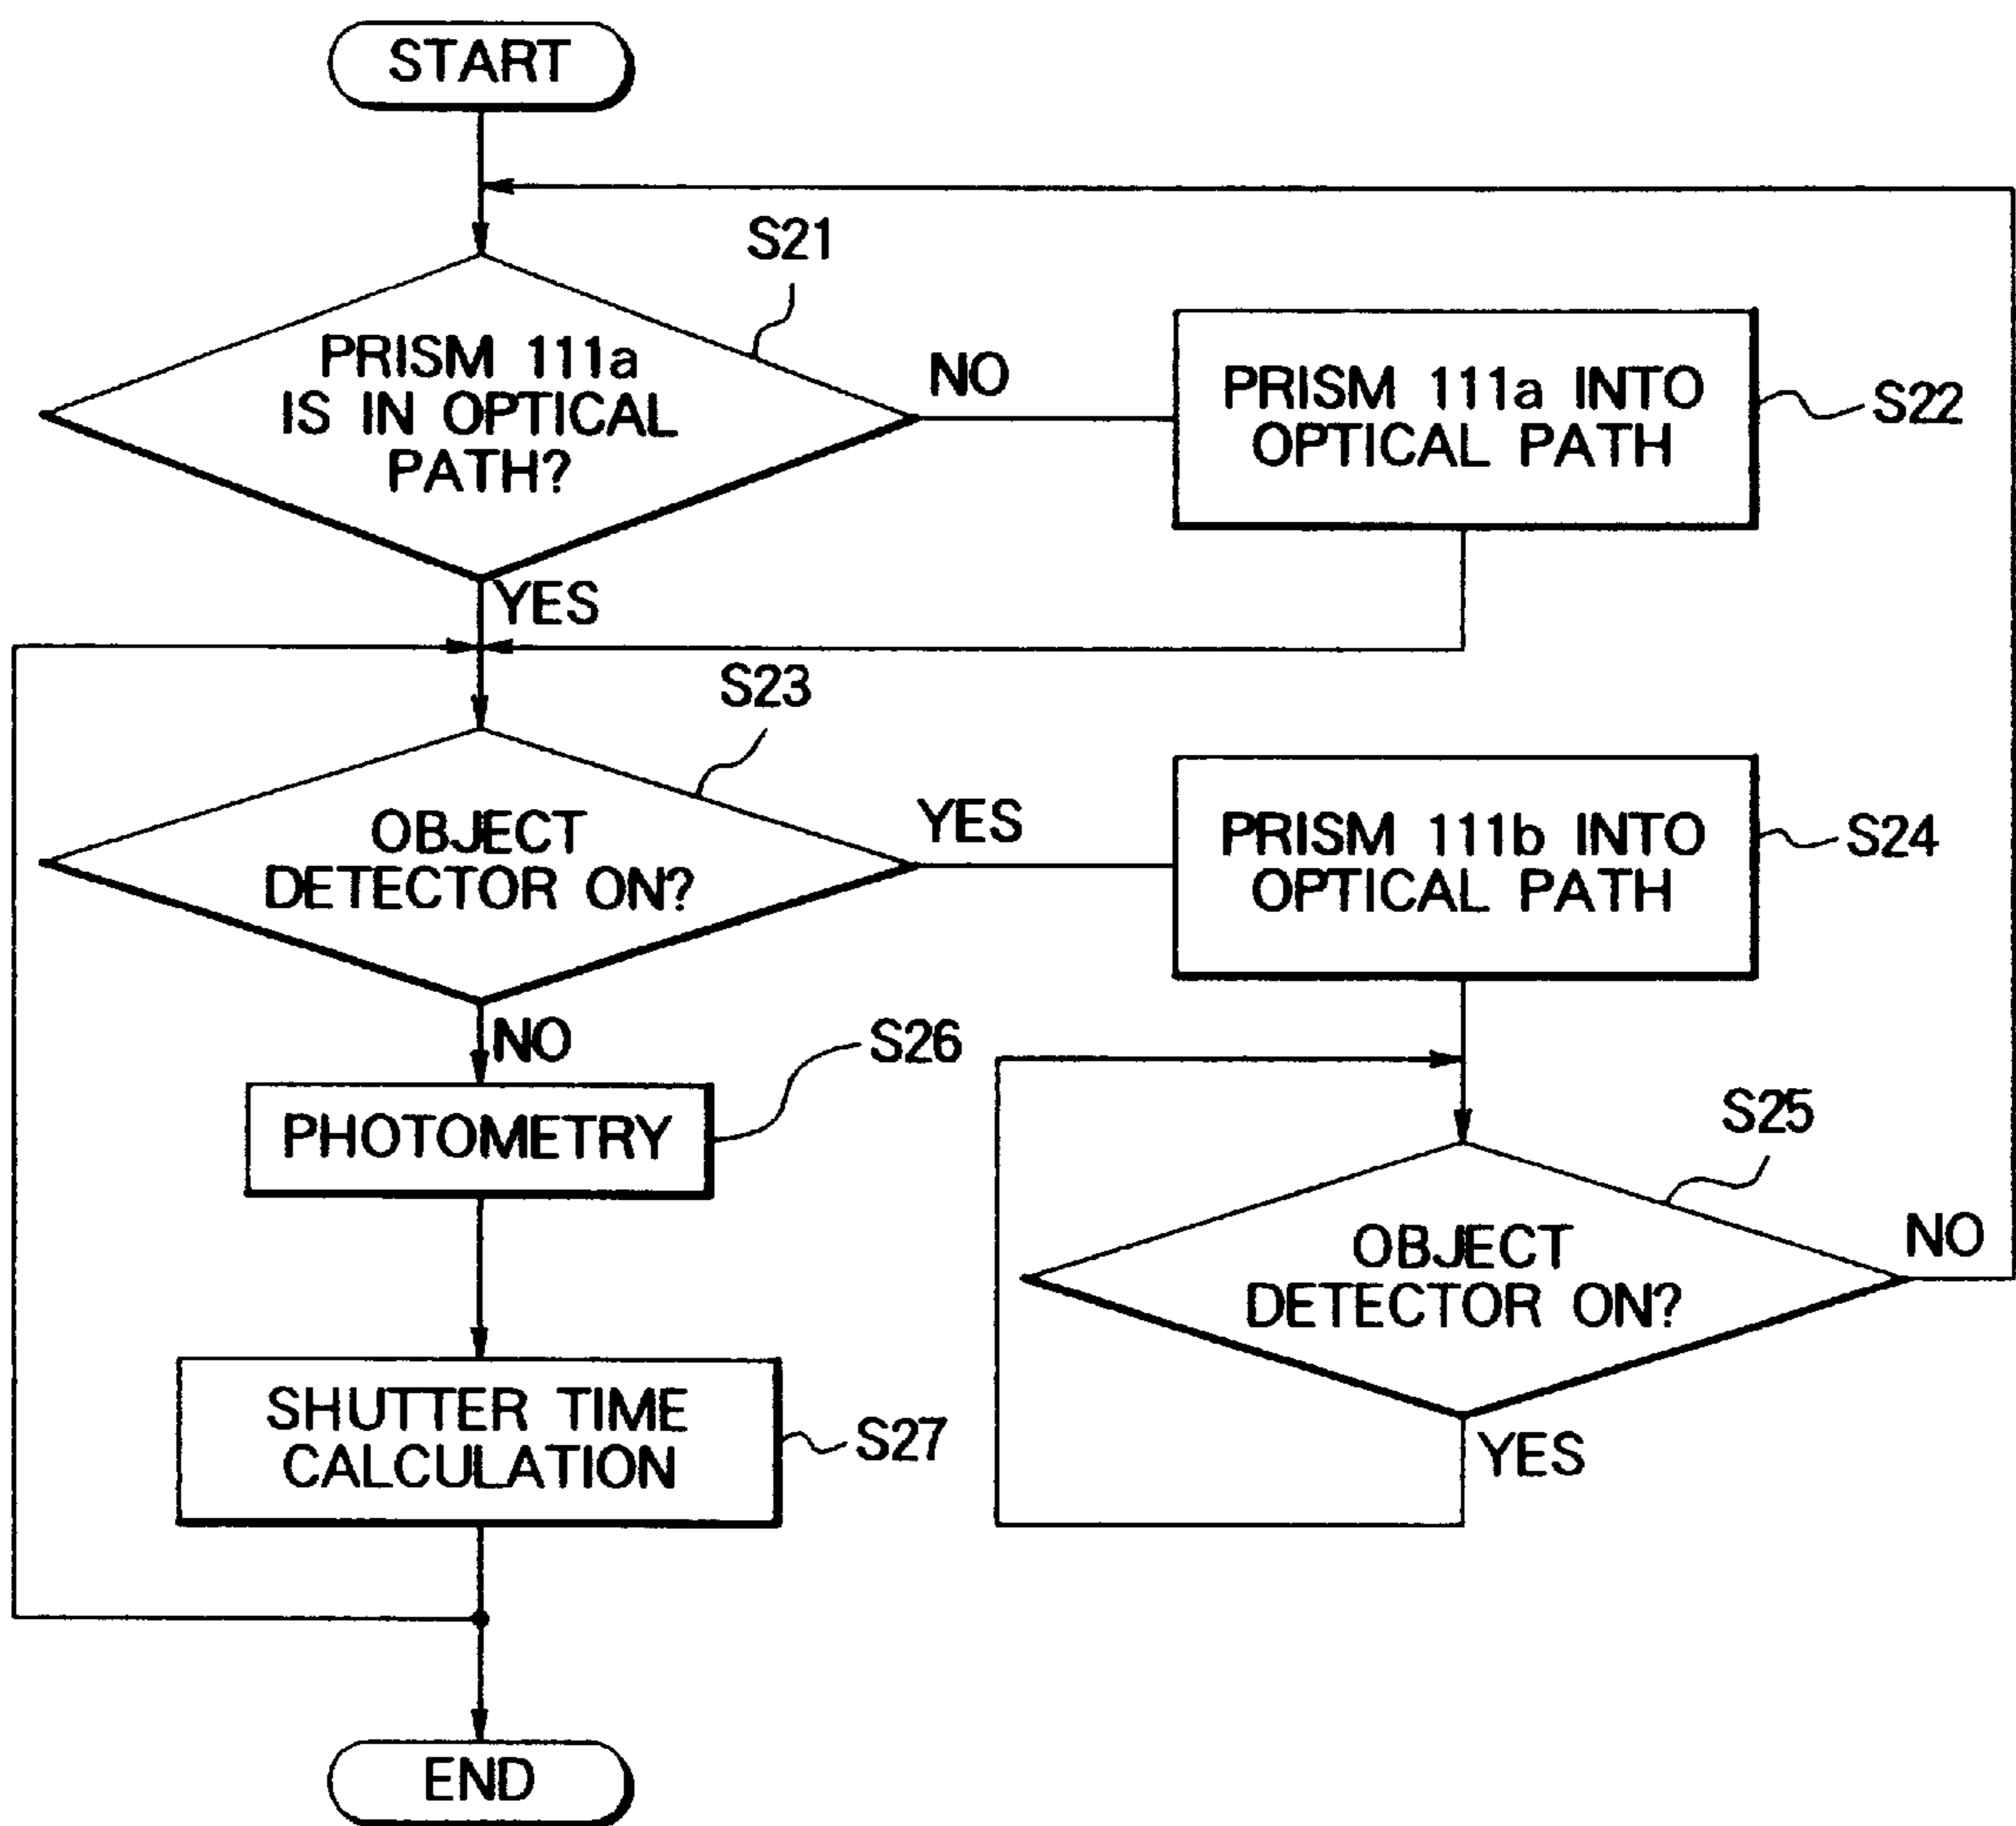 START
S21
PRISM 111a
IS IN OPTICAL
PATH?
NO
PRISM 111a INTO
OPTICAL PATH
S22
YES
S23
OBJECT
DETECTOR ON?
YES
PRISM 111b INTO
OPTICAL PATH
S24
NO
S26
PHOTOMETRY
S25
OBJECT
DETECTOR ON?
NO
YES
SHUTTER TIME
CALCULATION
S27
END